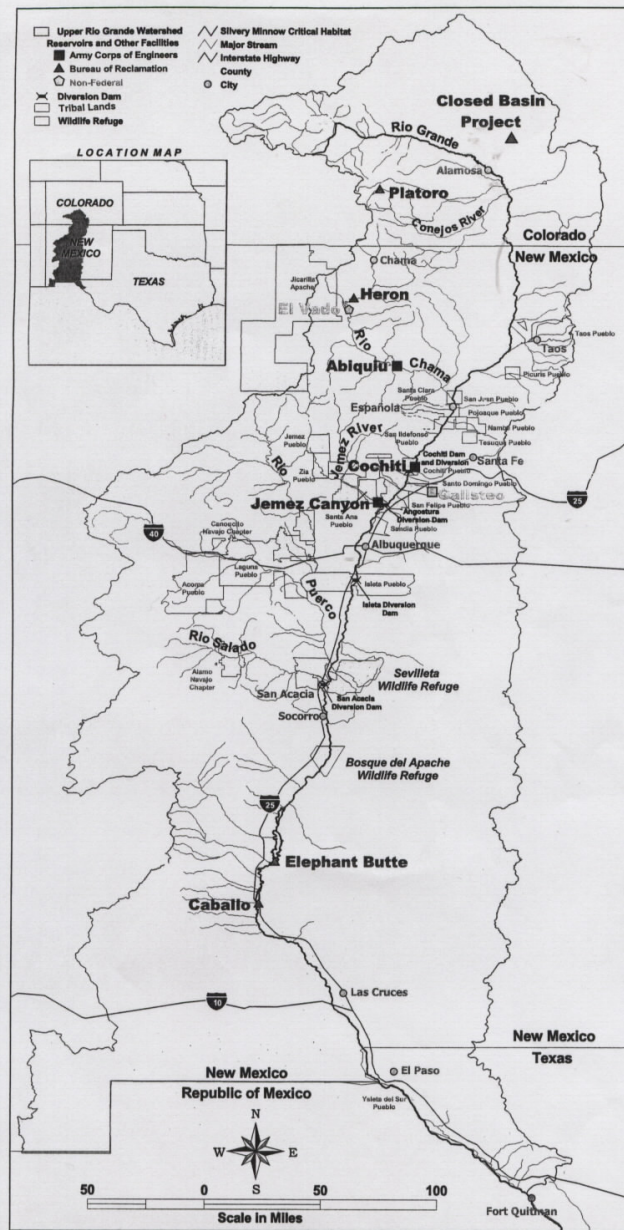 Upper Rio Grande Watershed
Reservoirs and Other Facilities
Army Corps of Engineers
Bureau of Reclamation
Non-Federal
Diversion Dam
Tribal Lands
Wildlife Refuge
Silvery Minnow Critical Habitat
Major Stream
Interstate Highway
County
City
LOCATION MAP
COLORADO
NEW
MEXICO
TEXAS
Closed Basin
Project
Rio Grande
Alamosa
Platoro
Conejos River
Colorado
New Mexico
Chama
Jicarilla
Apache
Heron
El Vado
Rio
Chama
Taos Pueblo
Taos
Abiquiu
Picuris Pueblo
Santa Clara
Pueblo
San Juan Pueblo
Española
Pojoaque Pueblo
Nambe Pueblo
San Ildefonso
Pueblo
Tesuque Pueblo
Jemez
Pueblo
Jemez River
Rio
Cochiti
Cochiti Dam
and Diversion
Cochiti Pueblo
Santa Fe
Zia
Pueblo
Santo Domingo Pueblo
Galisteo
25
Jemez Canyon
San Felipe Pueblo
Santa Ana
Pueblo
Angostura
Diversion Dam
Sandia Pueblo
40
Canoncito
Navajo Chapter
Albuquerque
Laguna
Pueblo
Acoma
Pueblo
Puerco
Isleta Pueblo
Isleta Diversion
Dam
Rio Salado
Alamo
Navajo
Chapter
Sevilleta
Wildlife Refuge
San Acacia
San Acacia
Diversion Dam
Socorro
Bosque del Apache
Wildlife Refuge
25
Elephant Butte
Caballo
Las Cruces
10
New Mexico
Texas
El Paso
New Mexico
Republic of Mexico
Ysleta del Sur
Pueblo
N
W E
S
50 0 50 100
Scale in Miles
Fort Quitman